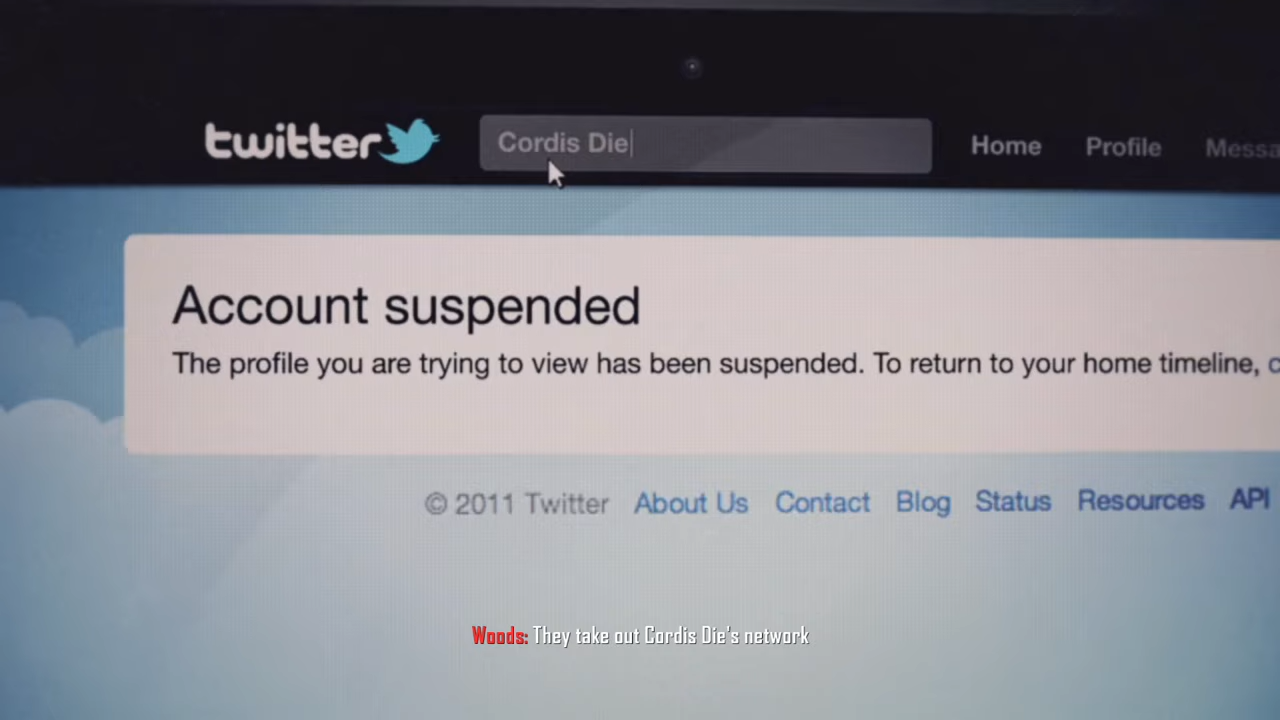 twitter Cordis Die Home Profile
Account suspended
The profile you are trying to view has been suspended. To return to your home timeline,
© 2011 Twitter About Us Contact Blog Status Resources API
Woods: They take out Cordis Die's network